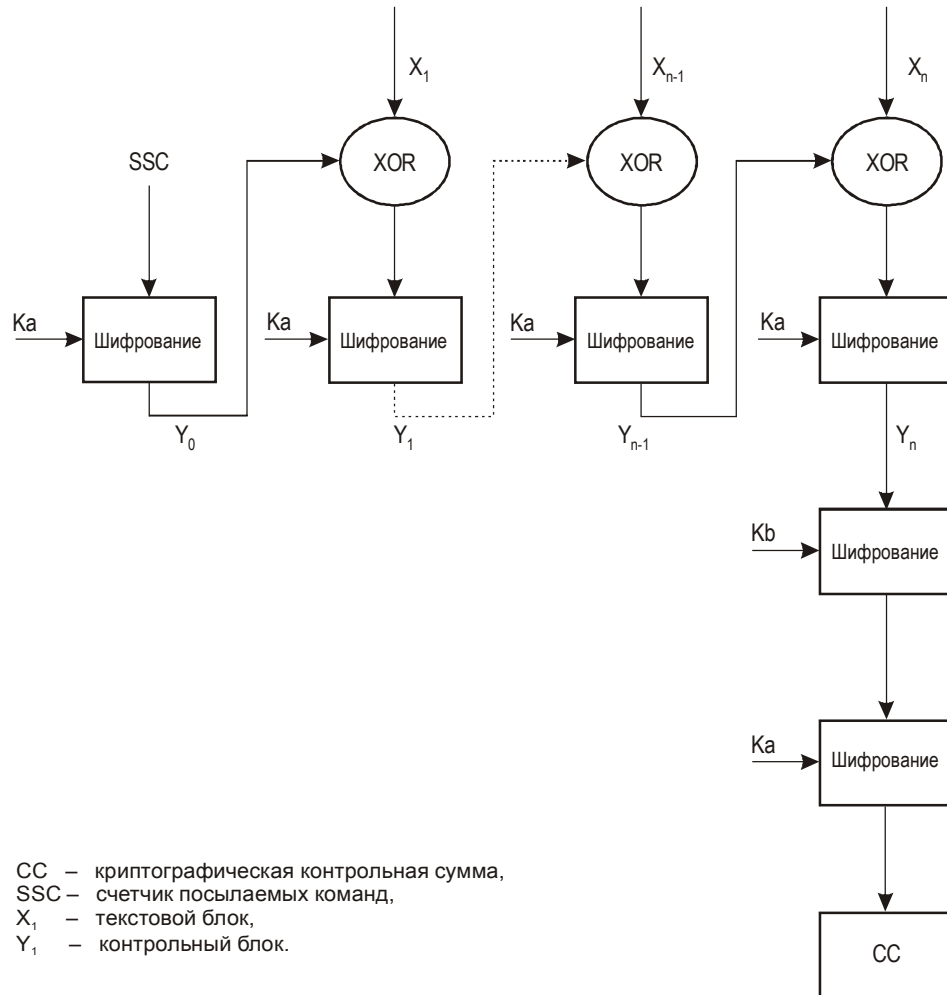 X₁
Xₙ₋₁
Xₙ
SSC
XOR
XOR
XOR
Ka
Шифрование
Ka
Шифрование
Ka
Шифрование
Ka
Шифрование
Y₀
Y₁
Yₙ₋₁
Yₙ
Kb
Шифрование
Ka
Шифрование
CC – криптографическая контрольная сумма,
SSC – счетчик посылаемых команд,
X₁ – текстовой блок,
Y₁ – контрольный блок.
CC